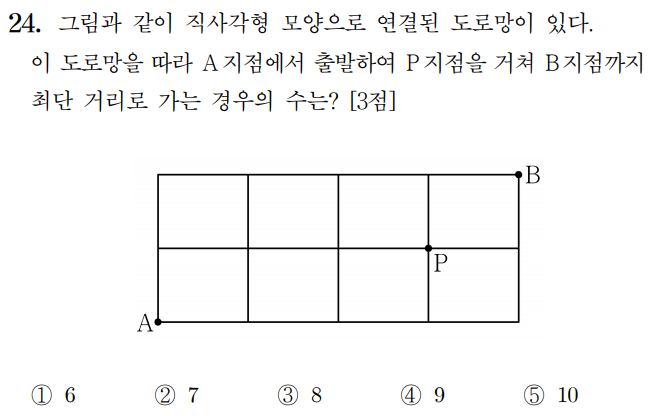 24. 그림과 같이 직사각형 모양으로 연결된 도로망이 있다.
이 도로망을 따라 A지점에서 출발하여 P지점을 거쳐 B지점까지
최단 거리로 가는 경우의 수는? [3점]
B
P
A
① 6 ② 7 ③ 8 ④ 9 ⑤ 10